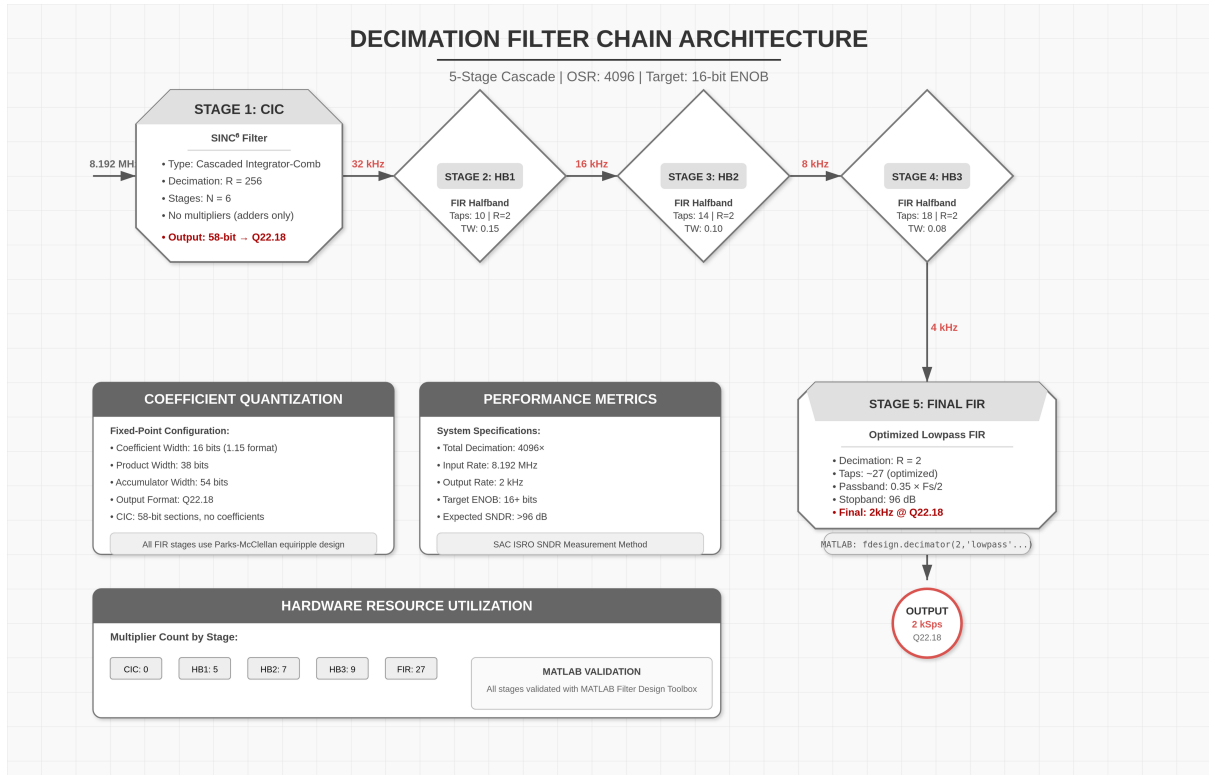 DECIMATION FILTER CHAIN ARCHITECTURE
5-Stage Cascade | OSR: 4096 | Target: 16-bit ENOB
STAGE 1: CIC
SINC⁶ Filter
• Type: Cascaded Integrator-Comb
• Decimation: R = 256
• Stages: N = 6
• No multipliers (adders only)
• Output: 58-bit → Q22.18
8.192 MH
32 kHz
STAGE 2: HB1
FIR Halfband
Taps: 10 | R=2
TW: 0.15
16 kHz
STAGE 3: HB2
FIR Halfband
Taps: 14 | R=2
TW: 0.10
8 kHz
STAGE 4: HB3
FIR Halfband
Taps: 18 | R=2
TW: 0.08
4 kHz
COEFFICIENT QUANTIZATION
Fixed-Point Configuration:
• Coefficient Width: 16 bits (1.15 format)
• Product Width: 38 bits
• Accumulator Width: 54 bits
• Output Format: Q22.18
• CIC: 58-bit sections, no coefficients
All FIR stages use Parks-McClellan equiripple design
PERFORMANCE METRICS
System Specifications:
• Total Decimation: 4096×
• Input Rate: 8.192 MHz
• Output Rate: 2 kHz
• Target ENOB: 16+ bits
• Expected SNDR: >96 dB
SAC ISRO SNDR Measurement Method
STAGE 5: FINAL FIR
Optimized Lowpass FIR
• Decimation: R = 2
• Taps: ~27 (optimized)
• Passband: 0.35 × Fs/2
• Stopband: 96 dB
• Final: 2kHz @ Q22.18
MATLAB: fdesign.decimator(2,'lowpass'...)
OUTPUT
2 kSps
Q22.18
HARDWARE RESOURCE UTILIZATION
Multiplier Count by Stage:
CIC: 0
HB1: 5
HB2: 7
HB3: 9
FIR: 27
MATLAB VALIDATION
All stages validated with MATLAB Filter Design Toolbox